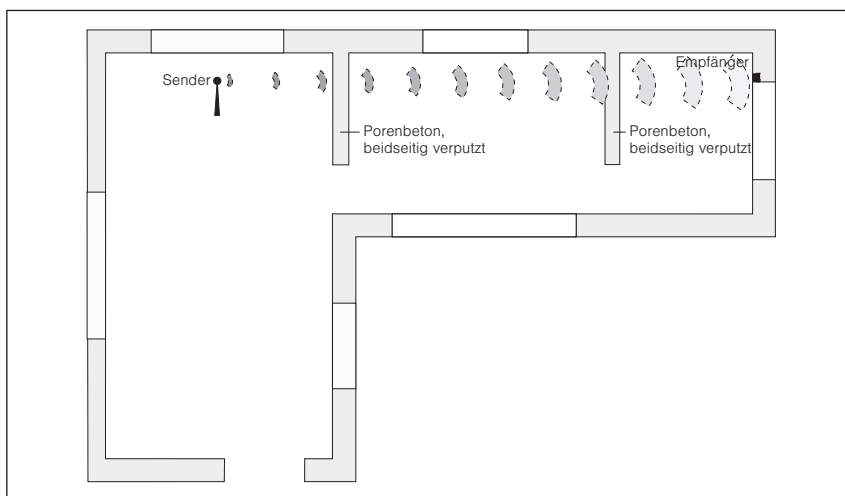 Sender
Empfänger
Porenbeton,
beidseitig verputzt
Porenbeton,
beidseitig verputzt